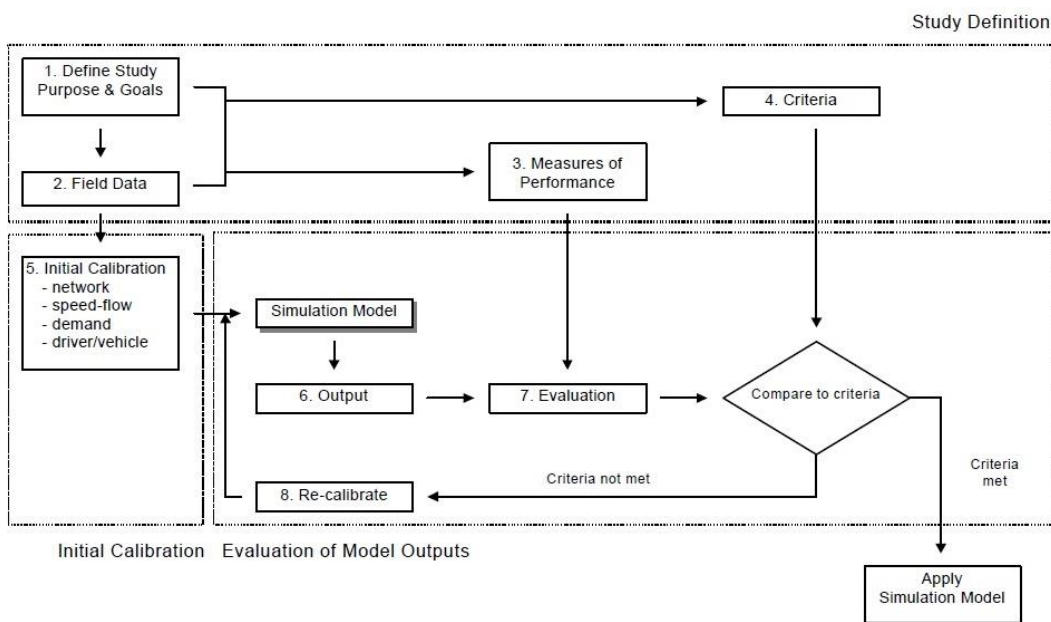 Study Definition
1. Define Study
Purpose & Goals
4. Criteria
3. Measures of
Performance
2. Field Data
5. Initial Calibration
- network
- speed-flow
- demand
- driver/vehicle
Simulation Model
6. Output
7. Evaluation
Compare to criteria
Criteria not met
Criteria
met
8. Re-calibrate
Initial Calibration
Evaluation of Model Outputs
Apply
Simulation Model